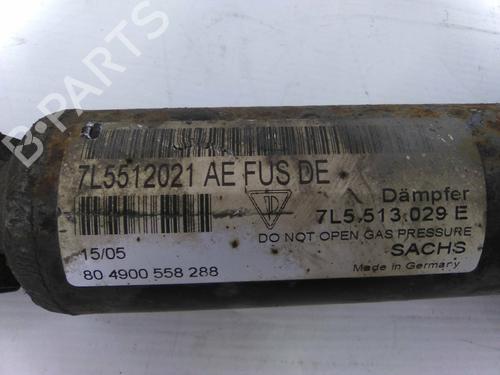 7L5512021 AE FUS DE
Dämpfer
7L5.513.029 E
DO NOT OPEN GAS PRESSURE
15/05
SACHS
80 4900 558 288
Made in Germany
B-PARTS